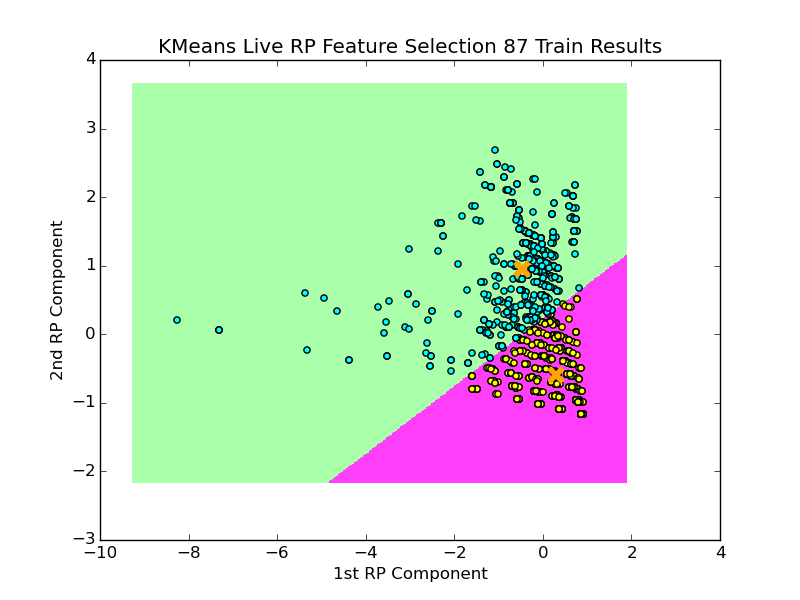 KMeans Live RP Feature Selection 87 Train Results
4
3
2
1
0
−1
−2
−3
2nd RP Component
−10 −8 −6 −4 −2 0 2 4
1st RP Component